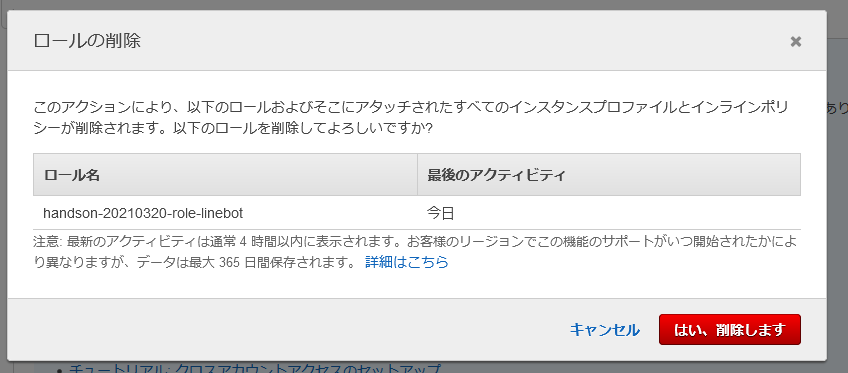 ロールの削除
×
このアクションにより、以下のロールおよびそこにアタッチされたすべてのインスタンスプロファイルとインラインポリ
シーが削除されます。以下のロールを削除してよろしいですか?
あり
ロール名 最後のアクティビティ
handson-20210320-role-linebot 今日
注意: 最新のアクティビティは通常 4 時間以内に表示されます。お客様のリージョンでこの機能のサポートがいつ開始されたかによ
り異なりますが、データは最大 365 日間保存されます。 詳細はこちら
キャンセル はい、削除します
• チュートリアル: クロスアカウントアクセスのセットアップ